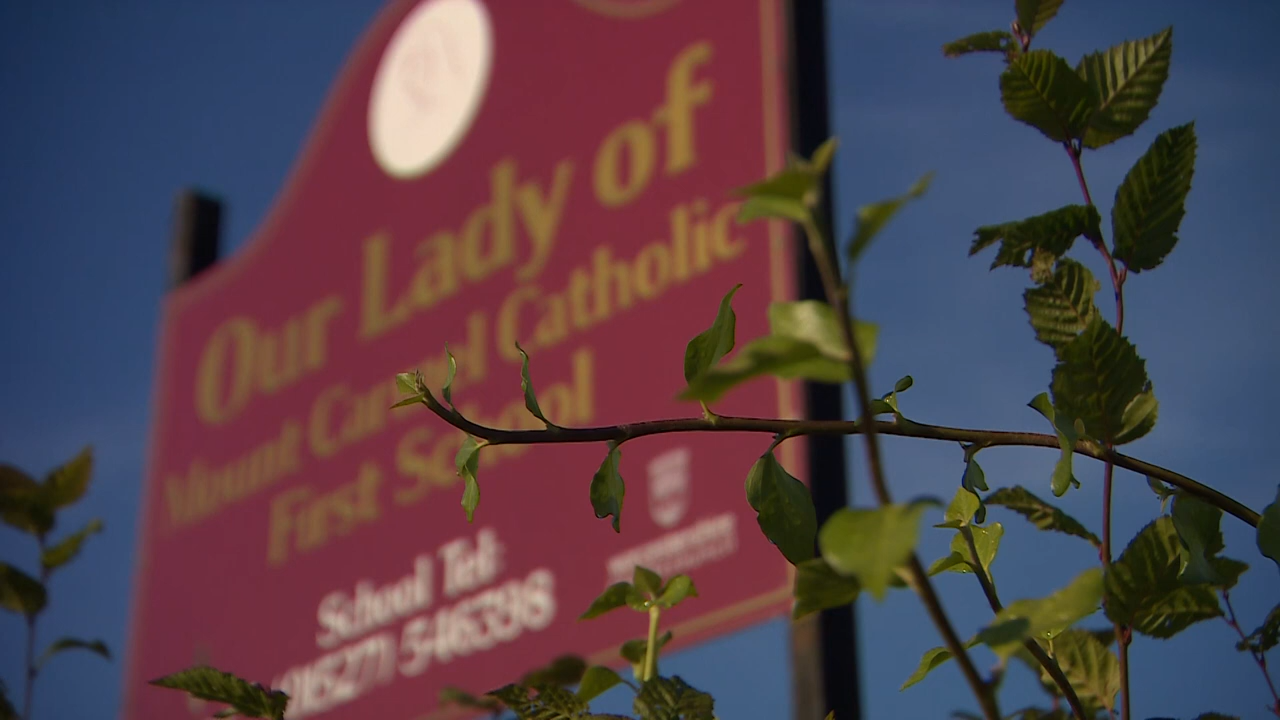 Our Lady of
Mount Carmel Catholic
First School
School Tel:
(01527) 546398